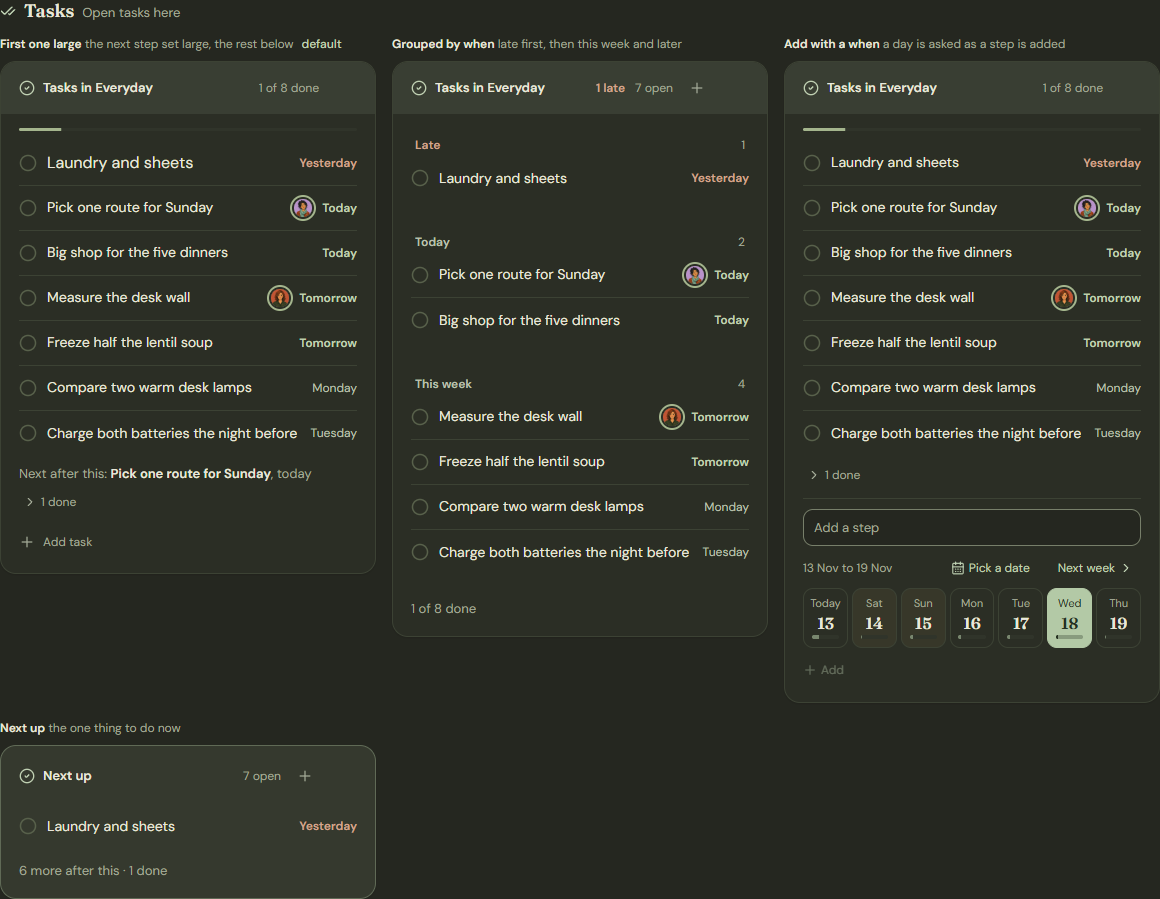 Tasks Open tasks here
First one large the next step set large, the rest below default
Tasks in Everyday 1 of 8 done
Laundry and sheets Yesterday
Pick one route for Sunday Today
Big shop for the five dinners Today
Measure the desk wall Tomorrow
Freeze half the lentil soup Tomorrow
Compare two warm desk lamps Monday
Charge both batteries the night before Tuesday
Next after this: Pick one route for Sunday, today
1 done
Add task
Grouped by when late first, then this week and later
Tasks in Everyday 1 late 7 open
Late 1
Laundry and sheets Yesterday
Today 2
Pick one route for Sunday Today
Big shop for the five dinners Today
This week 4
Measure the desk wall Tomorrow
Freeze half the lentil soup Tomorrow
Compare two warm desk lamps Monday
Charge both batteries the night before Tuesday
1 of 8 done
Add with a when a day is asked as a step is added
Tasks in Everyday 1 of 8 done
Laundry and sheets Yesterday
Pick one route for Sunday Today
Big shop for the five dinners Today
Measure the desk wall Tomorrow
Freeze half the lentil soup Tomorrow
Compare two warm desk lamps Monday
Charge both batteries the night before Tuesday
1 done
Add a step
13 Nov to 19 Nov Pick a date Next week
Today Sat Sun Mon Tue Wed Thu
13 14 15 16 17 18 19
Add
Next up the one thing to do now
Next up 7 open
Laundry and sheets Yesterday
6 more after this · 1 done